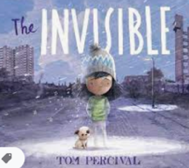 The
INVISIBLE
TOM PERCIVAL